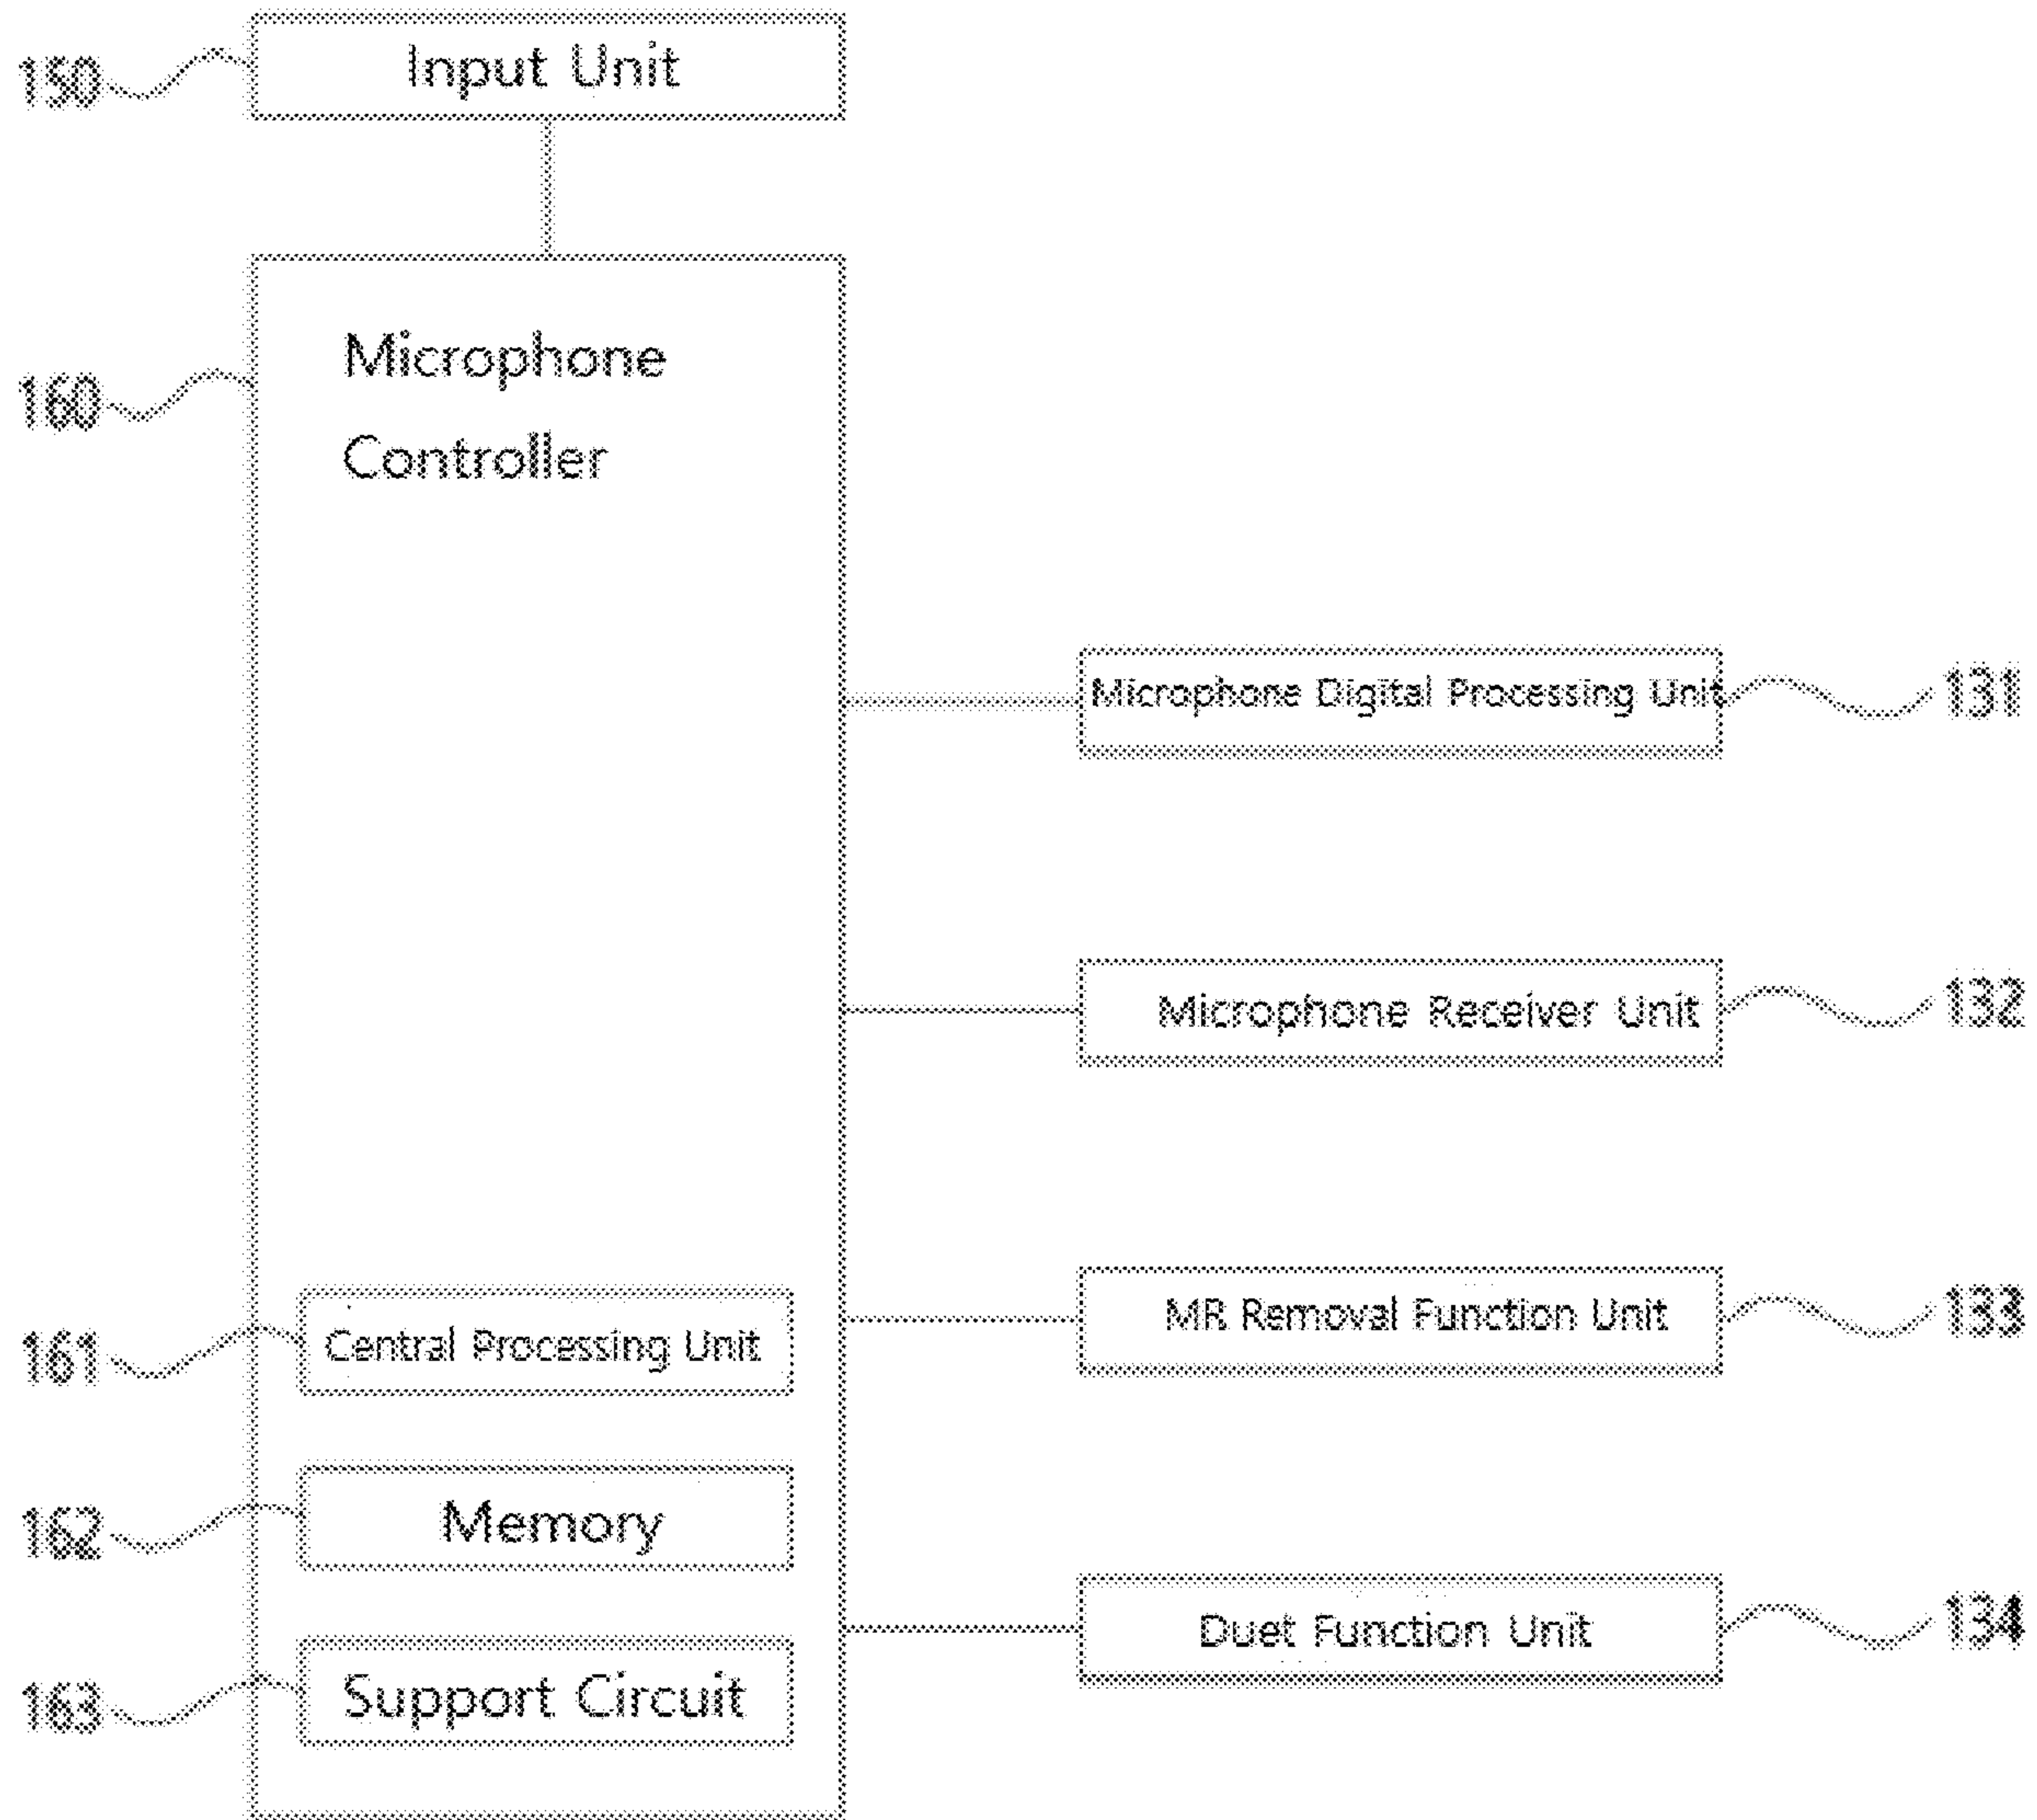 150
Input Unit
160
Microphone
Controller
Microphone Digital Processing Unit
131
Microphone Receiver Unit
132
MR Removal Function Unit
133
161
Central Processing Unit
162
Memory
Duet Function Unit
134
163
Support Circuit